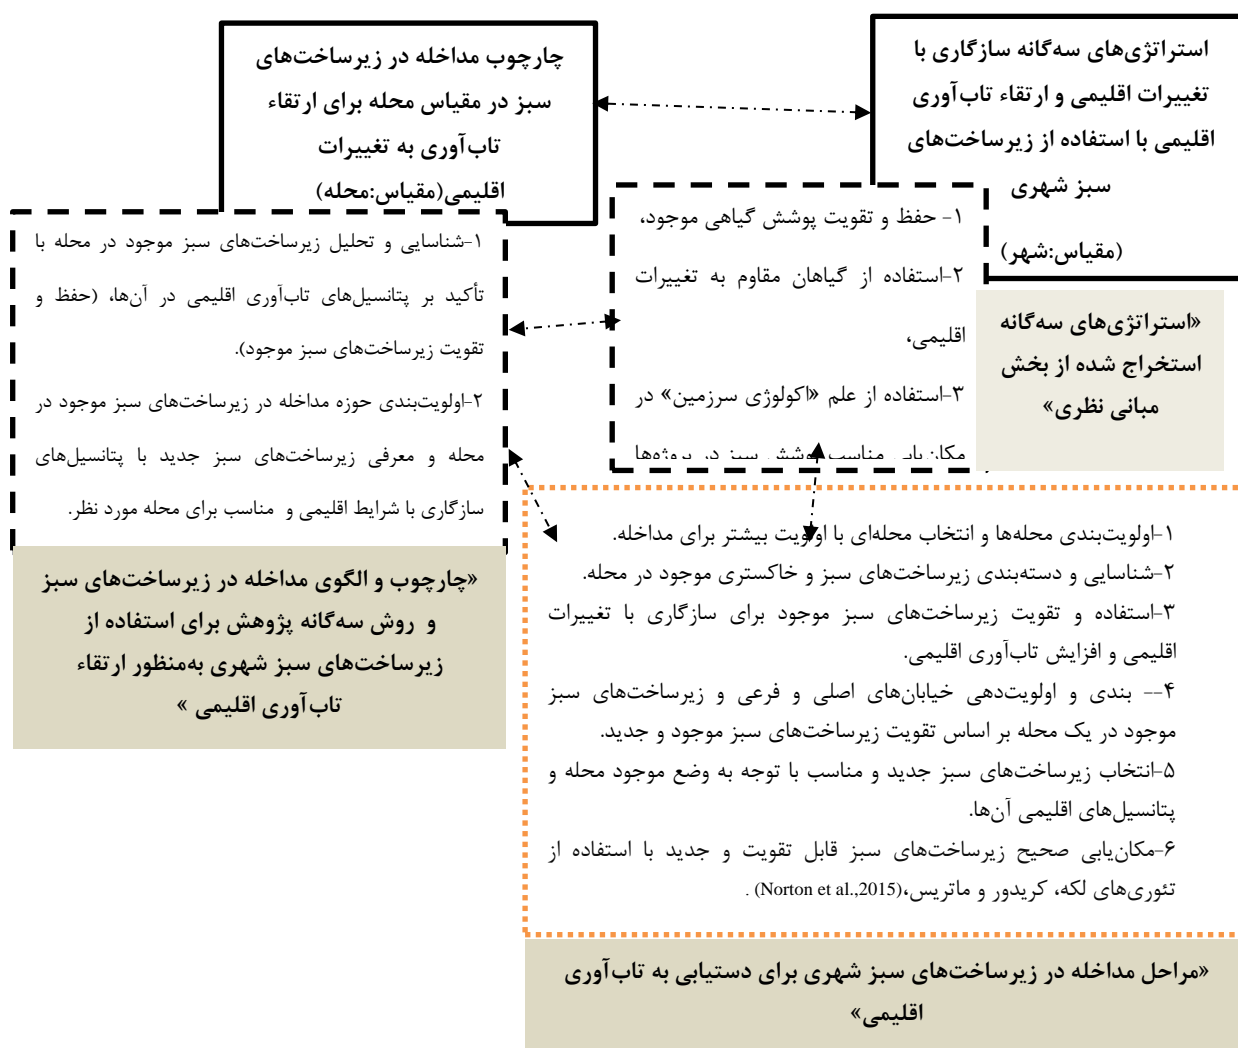 استراتژی‌های سه‌گانه سازگاری با
تغییرات اقلیمی و ارتقاء تاب‌آوری
اقلیمی با استفاده از زیرساخت‌های
سبز شهری
(مقیاس:شهر)
چارچوب مداخله در زیرساخت‌های
سبز در مقیاس محله برای ارتقاء
تاب‌آوری به تغییرات
اقلیمی(مقیاس:محله)
۱- حفظ و تقویت پوشش گیاهی موجود،
۲-استفاده از گیاهان مقاوم به تغییرات
اقلیمی،
۳-استفاده از علم «اکولوژی سرزمین» در
مکان‌یابی مناسب پوشش سبز در پروژه‌ها
«استراتژی‌های سه‌گانه
استخراج شده از بخش
مبانی نظری»
۱-شناسایی و تحلیل زیرساخت‌های سبز موجود در محله با
تأکید بر پتانسیل‌های تاب‌آوری اقلیمی در آن‌ها، (حفظ و
تقویت زیرساخت‌های سبز موجود).
۲-اولویت‌بندی حوزه مداخله در زیرساخت‌های سبز موجود در
محله و معرفی زیرساخت‌های سبز جدید با پتانسیل‌های
سازگاری با شرایط اقلیمی و مناسب برای محله مورد نظر.
«چارچوب و الگوی مداخله در زیرساخت‌های سبز
و روش سه‌گانه پژوهش برای استفاده از
زیرساخت‌های سبز شهری به‌منظور ارتقاء
تاب‌آوری اقلیمی »
۱-اولویت‌بندی محله‌ها و انتخاب محله‌ای با اولویت بیشتر برای مداخله.
۲-شناسایی و دسته‌بندی زیرساخت‌های سبز و خاکستری موجود در محله.
۳-استفاده و تقویت زیرساخت‌های سبز موجود برای سازگاری با تغییرات
اقلیمی و افزایش تاب‌آوری اقلیمی.
۴-- بندی و اولویت‌دهی خیابان‌های اصلی و فرعی و زیرساخت‌های سبز
موجود در یک محله بر اساس تقویت زیرساخت‌های سبز موجود و جدید.
۵-انتخاب زیرساخت‌های سبز جدید و مناسب با توجه به وضع موجود محله و
پتانسیل‌های اقلیمی آن‌ها.
۶-مکان‌یابی صحیح زیرساخت‌های سبز قابل تقویت و جدید با استفاده از
تئوری‌های لکه، کریدور و ماتریس،(Norton et al.,2015) .
«مراحل مداخله در زیرساخت‌های سبز شهری برای دستیابی به تاب‌آوری
اقلیمی»